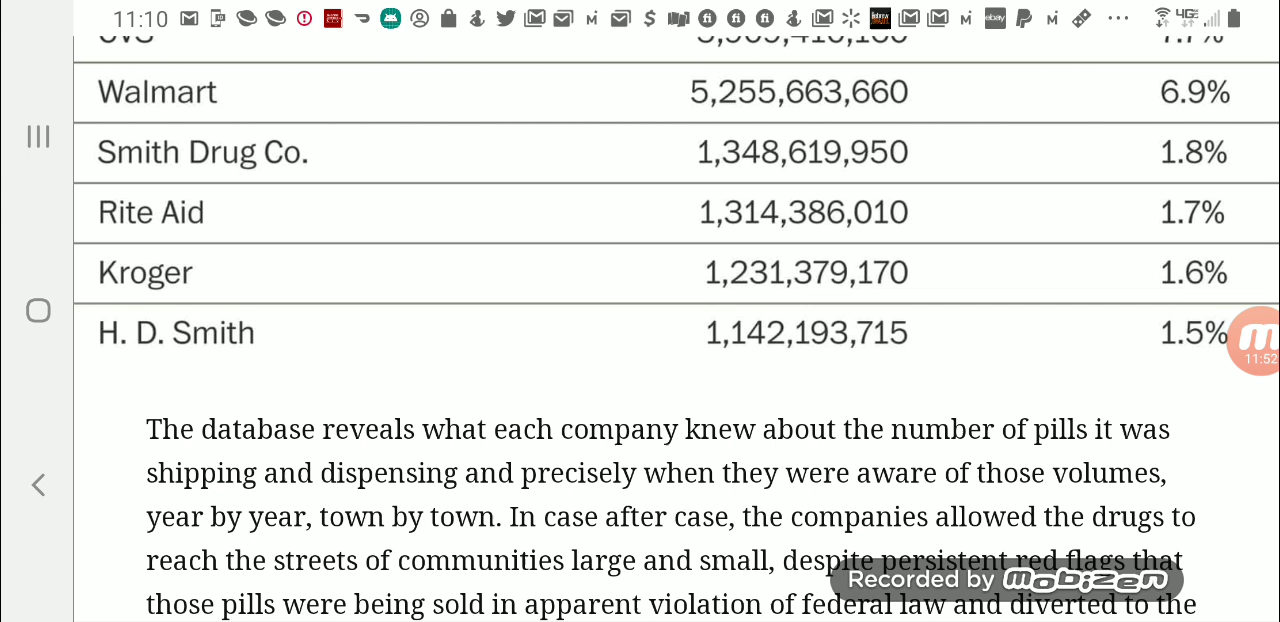 11:10
Walmart 5,255,663,660 6.9%
Smith Drug Co. 1,348,619,950 1.8%
Rite Aid 1,314,386,010 1.7%
Kroger 1,231,379,170 1.6%
H. D. Smith 1,142,193,715 1.5%
11:52
The database reveals what each company knew about the number of pills it was
shipping and dispensing and precisely when they were aware of those volumes,
year by year, town by town. In case after case, the companies allowed the drugs to
reach the streets of communities large and small, despite persistent red flags that
Recorded by mobizen
those pills were being sold in apparent violation of federal law and diverted to the